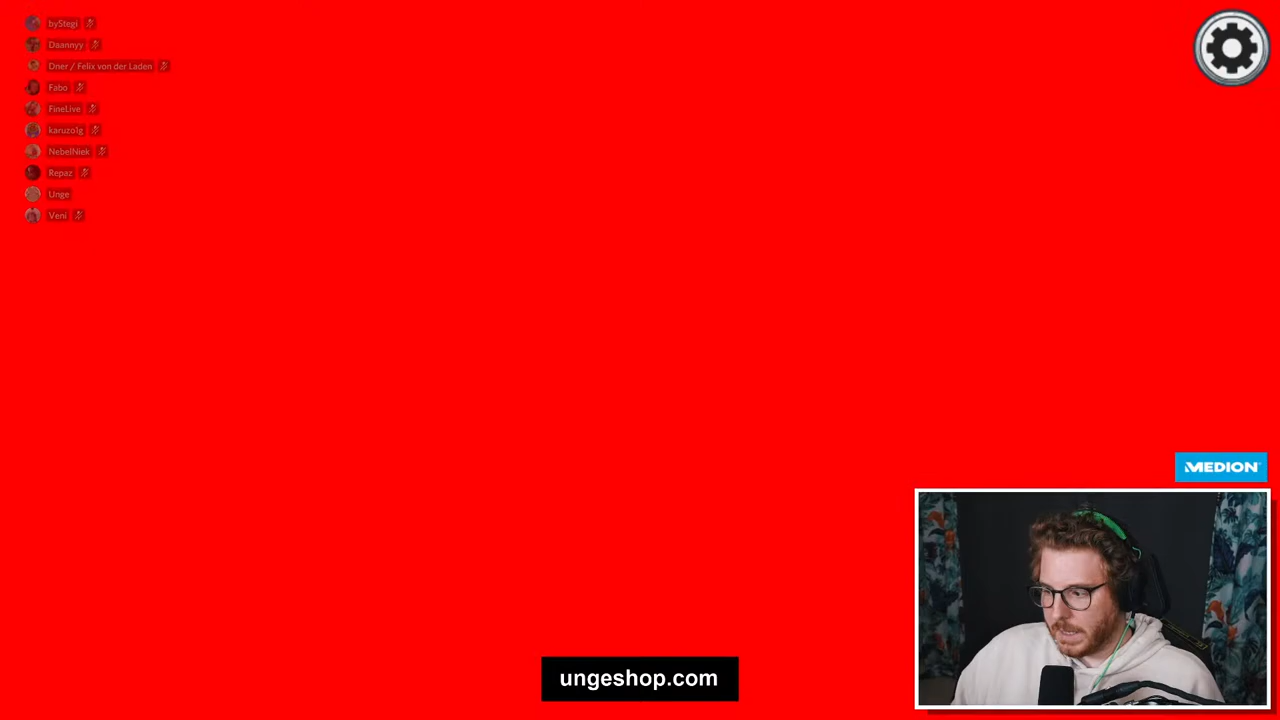 byStegi
Daannyy
Dner / Felix von der Laden
Fabo
FineLive
karuzo1g
NebelNiek
Repaz
Unge
Veni
MEDION
ungeshop.com